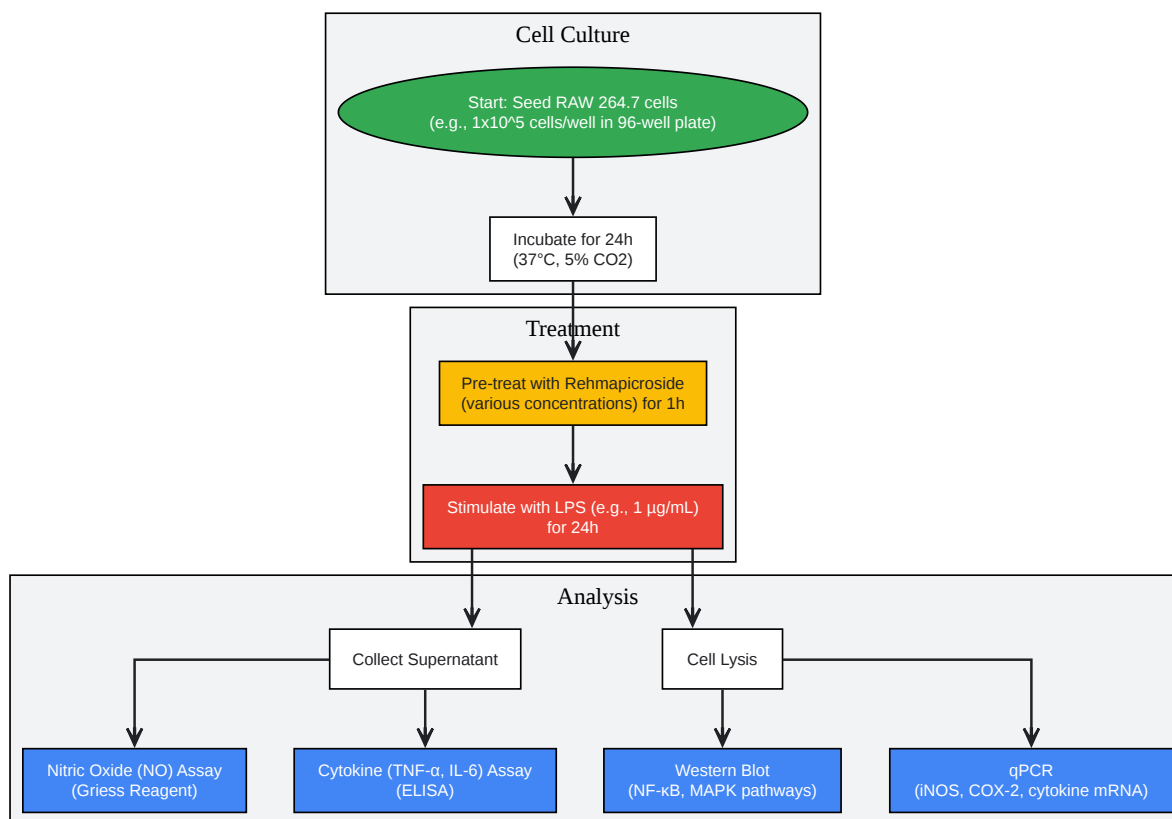 Cell Culture
Start: Seed RAW 264.7 cells
(e.g., 1x10^5 cells/well in 96-well plate)
Incubate for 24h
(37°C, 5% CO2)
Treatment
Pre-treat with Rehmapicroside
(various concentrations) for 1h
Stimulate with LPS (e.g., 1 µg/mL)
for 24h
Analysis
Collect Supernatant
Cell Lysis
Nitric Oxide (NO) Assay
(Griess Reagent)
Cytokine (TNF-α, IL-6) Assay
(ELISA)
Western Blot
(NF-κB, MAPK pathways)
qPCR
(iNOS, COX-2, cytokine mRNA)